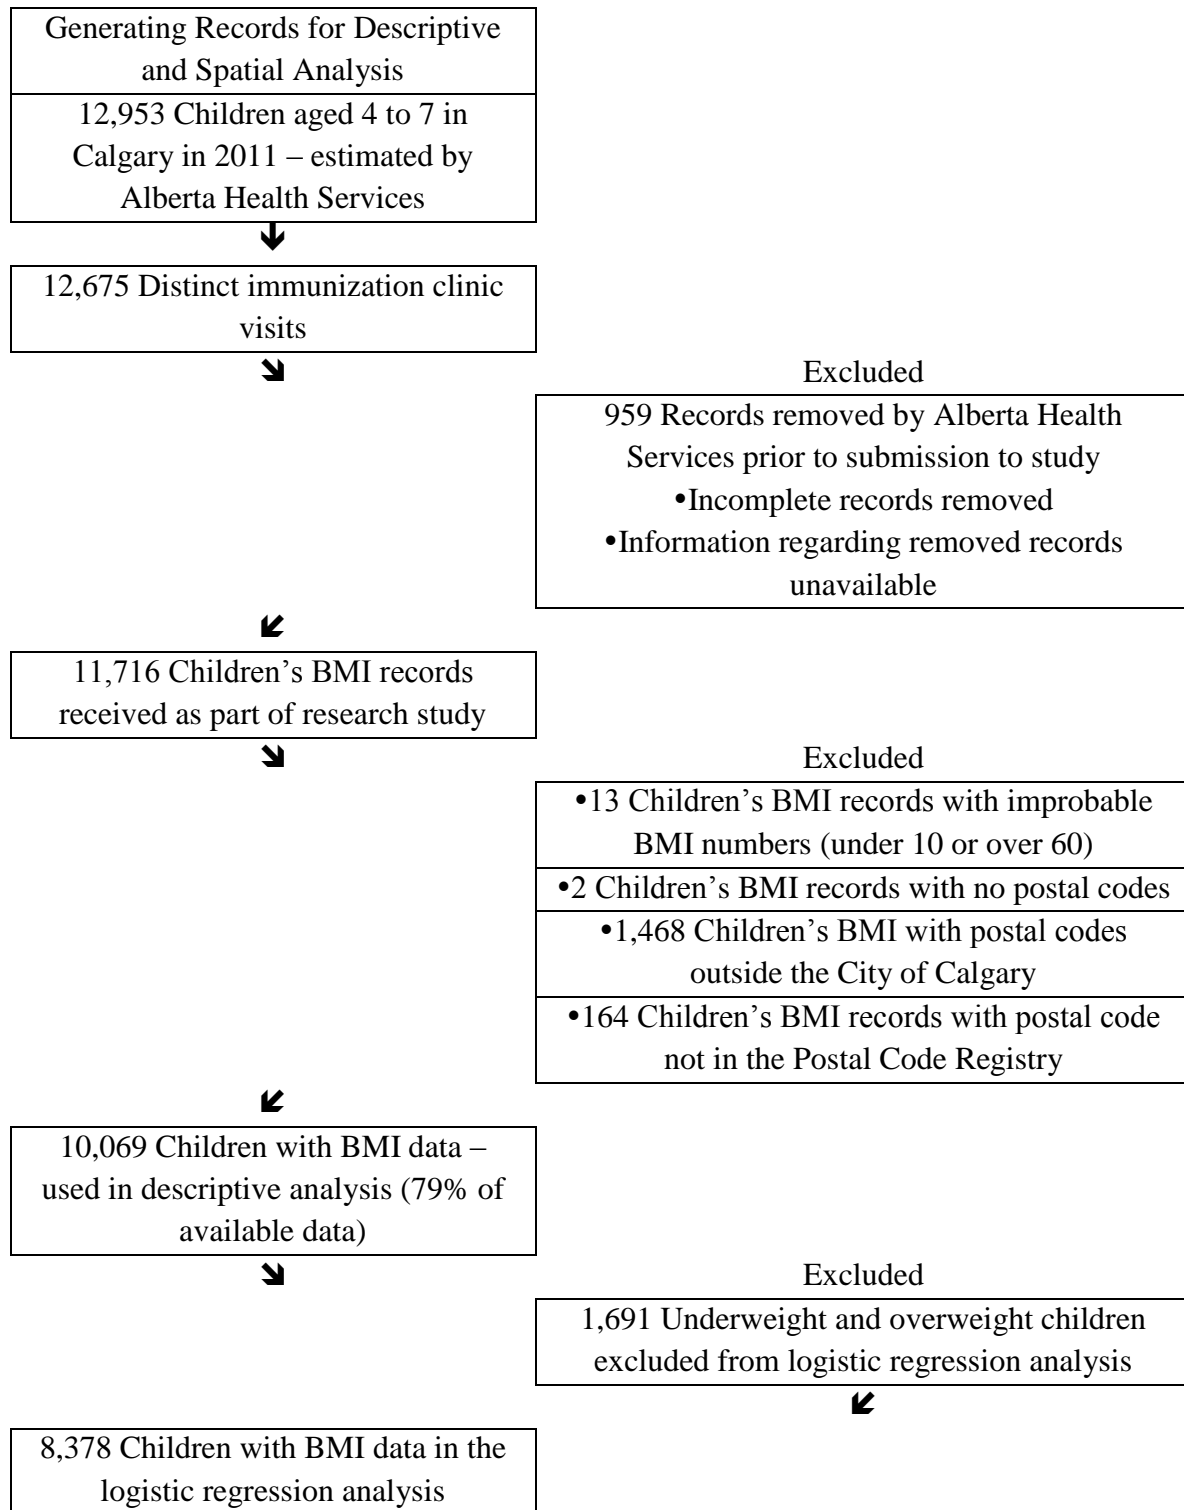 Generating Records for Descriptive
and Spatial Analysis
12,953 Children aged 4 to 7 in
Calgary in 2011 – estimated by
Alberta Health Services
12,675 Distinct immunization clinic
visits
Excluded
959 Records removed by Alberta Health
Services prior to submission to study
•Incomplete records removed
•Information regarding removed records
unavailable
11,716 Children’s BMI records
received as part of research study
Excluded
•13 Children’s BMI records with improbable
BMI numbers (under 10 or over 60)
•2 Children’s BMI records with no postal codes
•1,468 Children’s BMI with postal codes
outside the City of Calgary
•164 Children’s BMI records with postal code
not in the Postal Code Registry
10,069 Children with BMI data –
used in descriptive analysis (79% of
available data)
Excluded
1,691 Underweight and overweight children
excluded from logistic regression analysis
8,378 Children with BMI data in the
logistic regression analysis